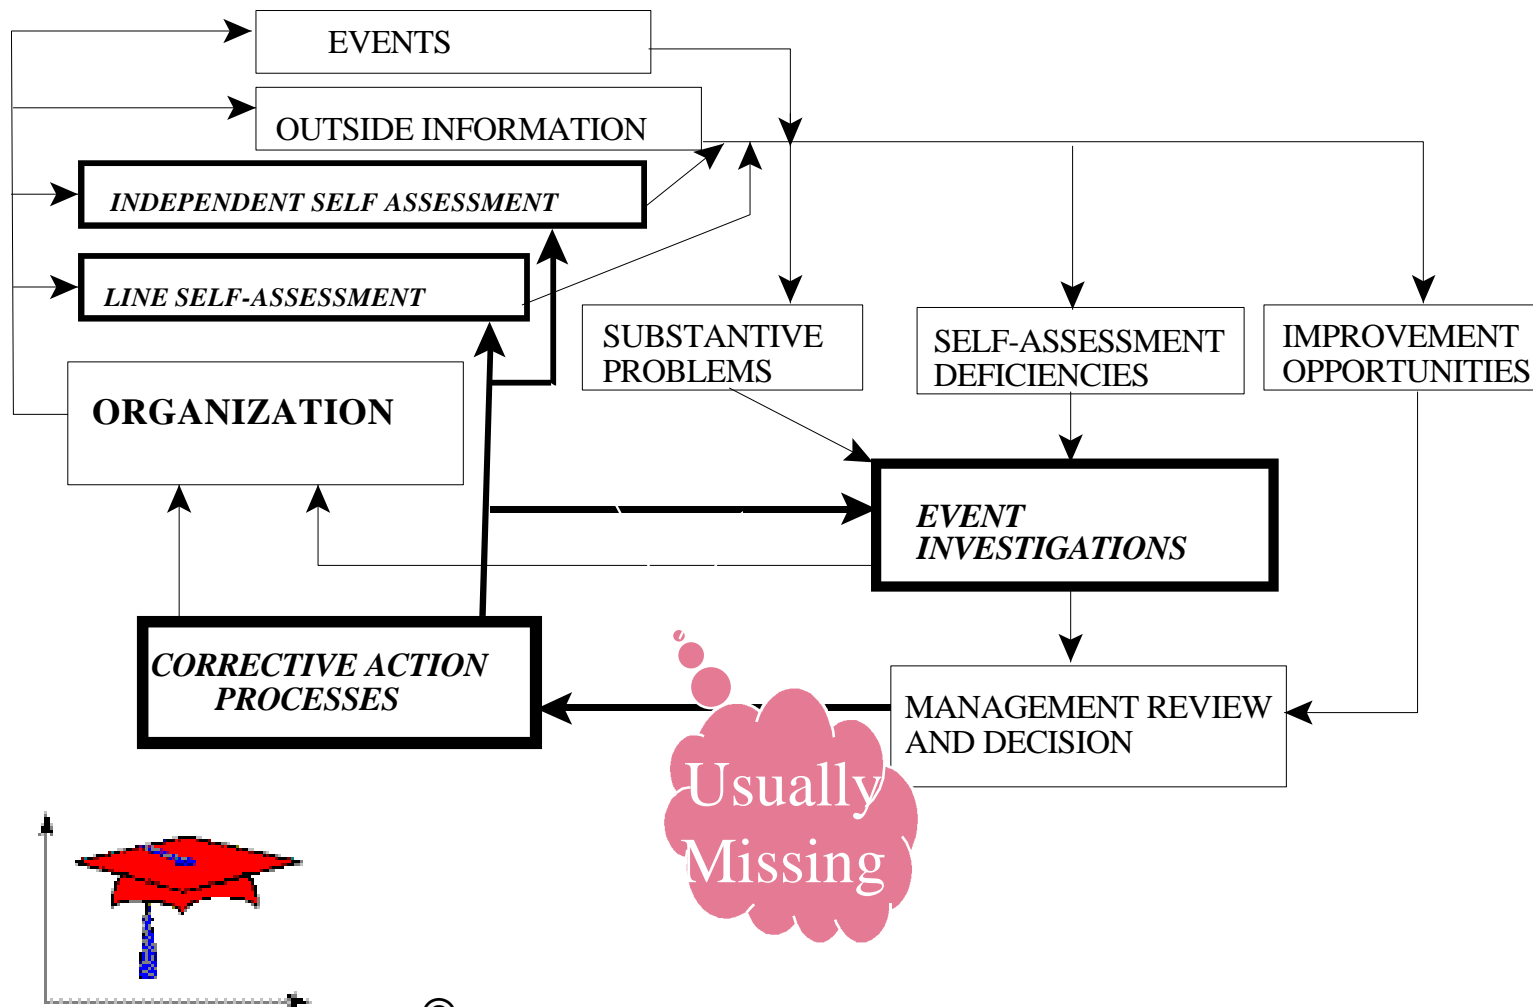 EVENTS
OUTSIDE INFORMATION
INDEPENDENT SELF ASSESSMENT
LINE SELF-ASSESSMENT
SUBSTANTIVE
PROBLEMS
SELF-ASSESSMENT
DEFICIENCIES
IMPROVEMENT
OPPORTUNITIES
ORGANIZATION
EVENT
INVESTIGATIONS
CORRECTIVE ACTION
PROCESSES
MANAGEMENT REVIEW
AND DECISION
Usually
Missing